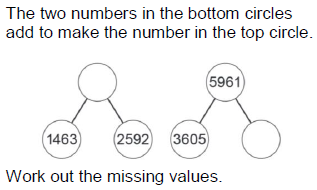 The two numbers in the bottom circles
add to make the number in the top circle.
5961
1463 2592 3605
Work out the missing values.